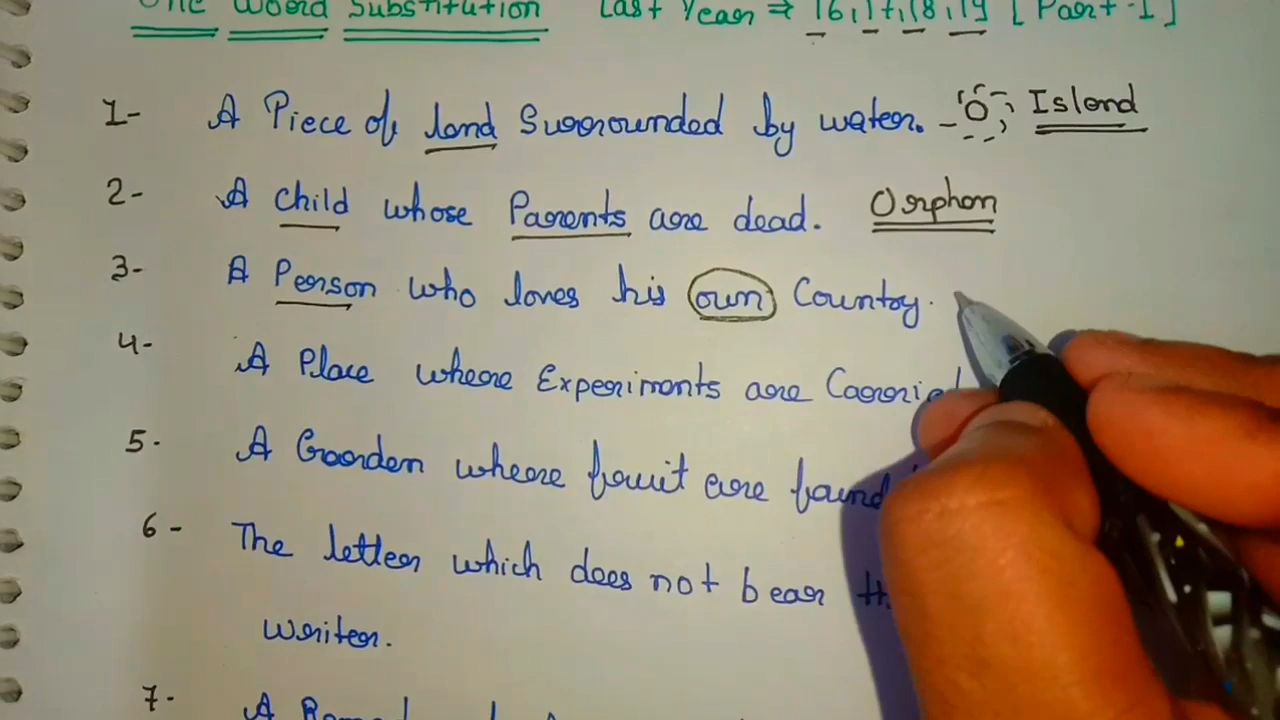 One Word Substitution Last Year ⇒ 16,17,18,19 [Part-I]
1- A Piece of land Surrounded by water. Island
2- A child whose Parents are dead. Orphan
3- A Person who loves his own Country.
4- A Place where Experiments are
5- A Garden where fruit are found
6- The letter which does not bear
writer.
7- A